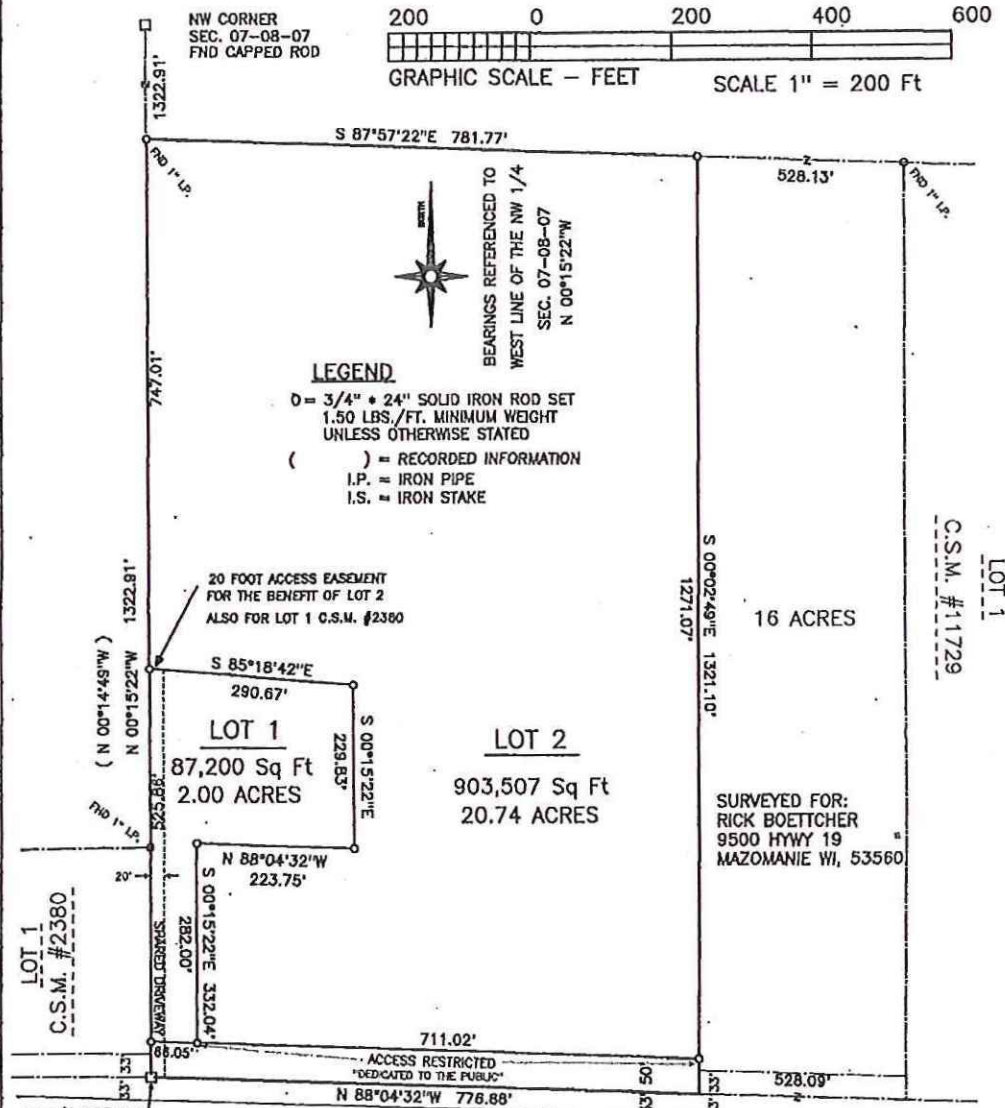 NW CORNER
SEC. 07-08-07
FND CAPPED ROD
200 0 200 400 600
GRAPHIC SCALE - FEET
SCALE 1" = 200 Ft
1322.91'
S 87°57'22"E 781.77'
528.13'
FND 1" I.P.
FND 1" I.P.
NORTH
BEARINGS REFERENCED TO
WEST LINE OF THE NW 1/4
SEC. 07-08-07
N 00°15'22"W
747.01'
LEGEND
O= 3/4" * 24" SOLID IRON ROD SET
1.50 LBS./FT. MINIMUM WEIGHT
UNLESS OTHERWISE STATED
( ) = RECORDED INFORMATION
I.P. = IRON PIPE
I.S. = IRON STAKE
S 00°02'49"E 1321.10'
1271.07'
LOT 1
C.S.M. #11729
16 ACRES
20 FOOT ACCESS EASEMENT
FOR THE BENEFIT OF LOT 2
ALSO FOR LOT 1 C.S.M. #2380
( N 00°14'49"W )
N 00°15'22"W 1322.91'
S 85°18'42"E
290.67'
LOT 1
87,200 Sq Ft
2.00 ACRES
S 00°15'22"E
229.83'
LOT 2
903,507 Sq Ft
20.74 ACRES
525.88'
SURVEYED FOR:
RICK BOETTCHER
9500 HYWY 19
MAZOMANIE WI, 53560
FND 1" I.P.
N 88°04'32"W
223.75'
20'
S 00°15'22"E 332.04'
282.00'
LOT 1
C.S.M. #2380
SHARED DRIVEWAY
66.05'
711.02'
ACCESS RESTRICTED
"DEDICATED TO THE PUBLIC"
33'
33'
50'
33'
33'
528.09'
N 88°04'32"W 776.88'